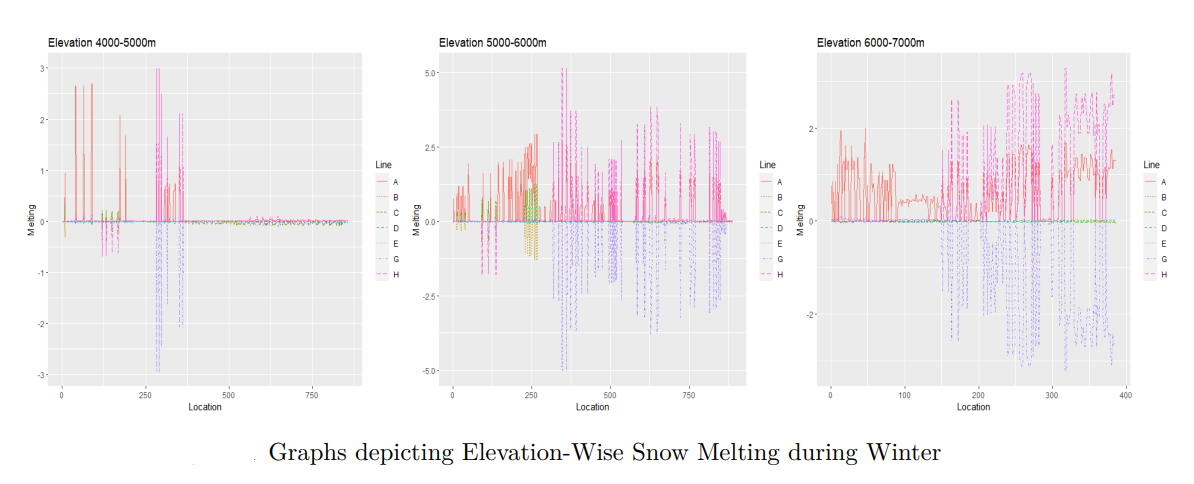 Elevation 4000-5000m
Melting
3
2
1
0
-1
-2
-3
0
250
500
750
Location
Line
A
B
C
D
E
G
H
Elevation 5000-6000m
Melting
5.0
2.5
0.0
-2.5
-5.0
0
250
500
750
Location
Line
A
B
C
D
E
G
H
Elevation 6000-7000m
Melting
2
0
-2
0
100
200
300
400
Location
Line
A
B
C
D
E
G
H
Graphs depicting Elevation-Wise Snow Melting during Winter